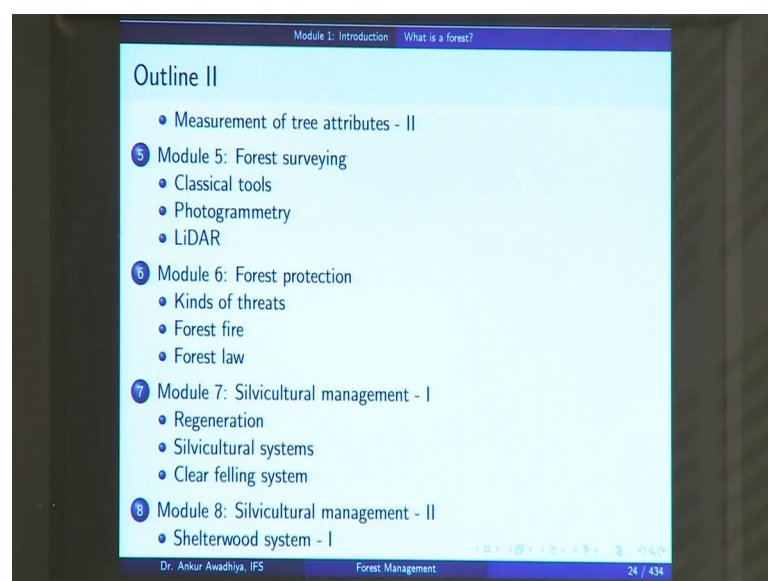 Module 1: Introduction What is a forest?
Outline II
Measurement of tree attributes - II
5 Module 5: Forest surveying
Classical tools
Photogrammetry
LiDAR
6 Module 6: Forest protection
Kinds of threats
Forest fire
Forest law
7 Module 7: Silvicultural management - I
Regeneration
Silvicultural systems
Clear felling system
8 Module 8: Silvicultural management - II
Shelterwood system - I
Dr. Ankur Awadhiya, IFS Forest Management 24 / 434